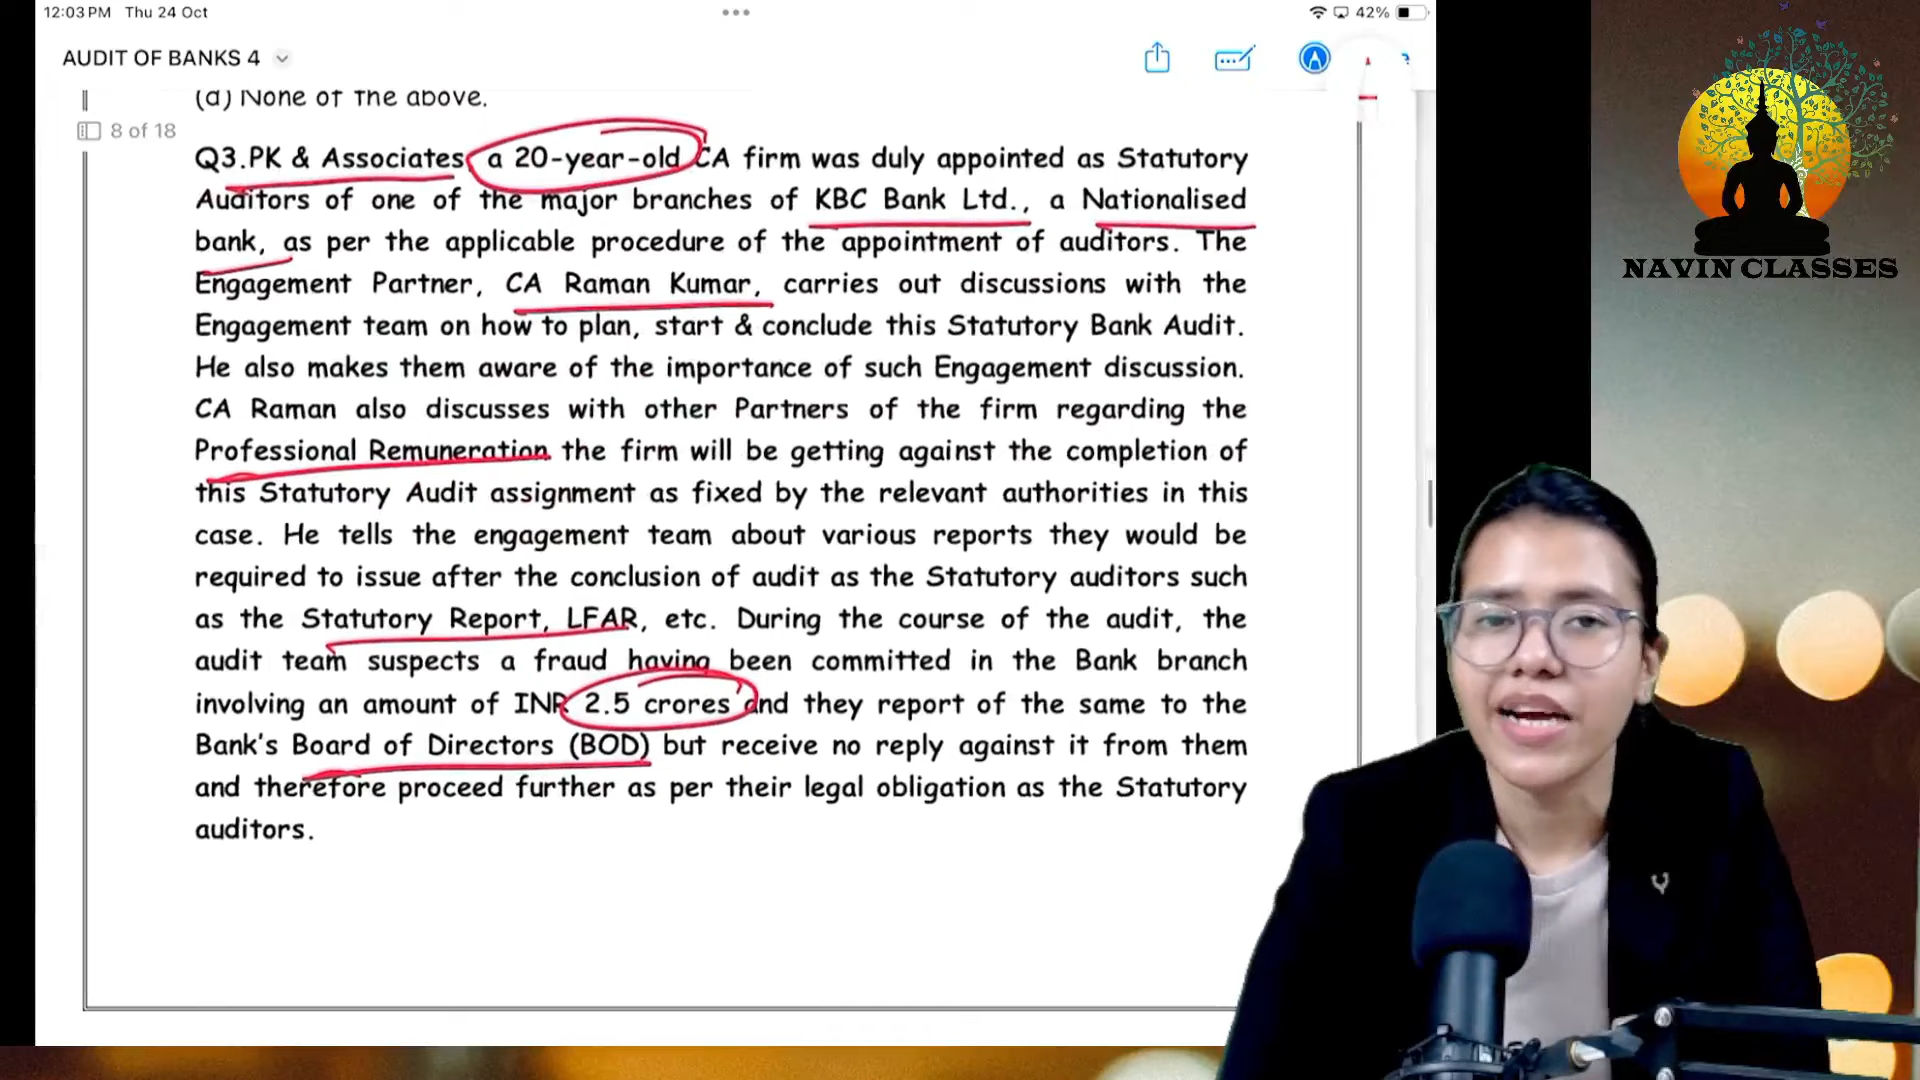 12:03 PM Thu 24 Oct
42%
AUDIT OF BANKS 4
(d) None of the above.
8 of 18
Q3.PK & Associates, a 20-year-old CA firm was duly appointed as Statutory
Auditors of one of the major branches of KBC Bank Ltd., a Nationalised
bank, as per the applicable procedure of the appointment of auditors. The
Engagement Partner, CA Raman Kumar, carries out discussions with the
Engagement team on how to plan, start & conclude this Statutory Bank Audit.
He also makes them aware of the importance of such Engagement discussion.
CA Raman also discusses with other Partners of the firm regarding the
Professional Remuneration the firm will be getting against the completion of
this Statutory Audit assignment as fixed by the relevant authorities in this
case. He tells the engagement team about various reports they would be
required to issue after the conclusion of audit as the Statutory auditors such
as the Statutory Report, LFAR, etc. During the course of the audit, the
audit team suspects a fraud having been committed in the Bank branch
involving an amount of INR 2.5 crores and they report of the same to the
Bank's Board of Directors (BOD) but receive no reply against it from them
and therefore proceed further as per their legal obligation as the Statutory
auditors.
NAVIN CLASSES